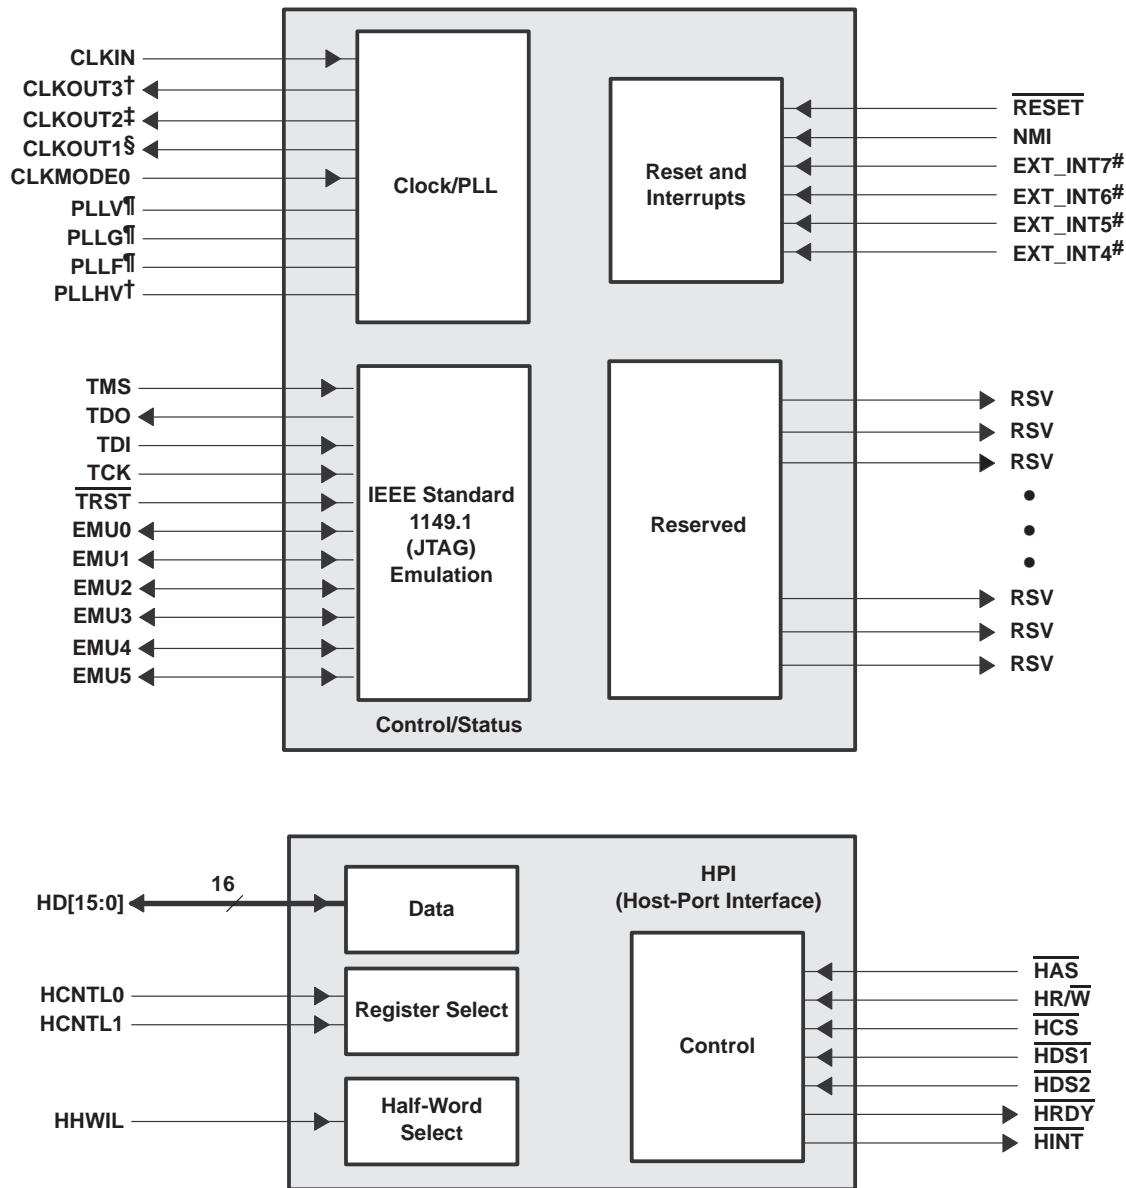 CLKIN
CLKOUT3†
CLKOUT2‡
CLKOUT1§
CLKMODE0
PLLV¶
PLLG¶
PLLF¶
PLLHV†
Clock/PLL
Reset and
Interrupts
RESET
NMI
EXT_INT7#
EXT_INT6#
EXT_INT5#
EXT_INT4#
TMS
TDO
TDI
TCK
TRST
EMU0
EMU1
EMU2
EMU3
EMU4
EMU5
IEEE Standard
1149.1
(JTAG)
Emulation
Reserved
RSV
RSV
RSV
•
•
•
RSV
RSV
RSV
Control/Status
HD[15:0]
16
Data
HPI
(Host-Port Interface)
HCNTL0
HCNTL1
Register Select
HHWIL
Half-Word
Select
Control
HAS
HR/W
HCS
HDS1
HDS2
HRDY
HINT